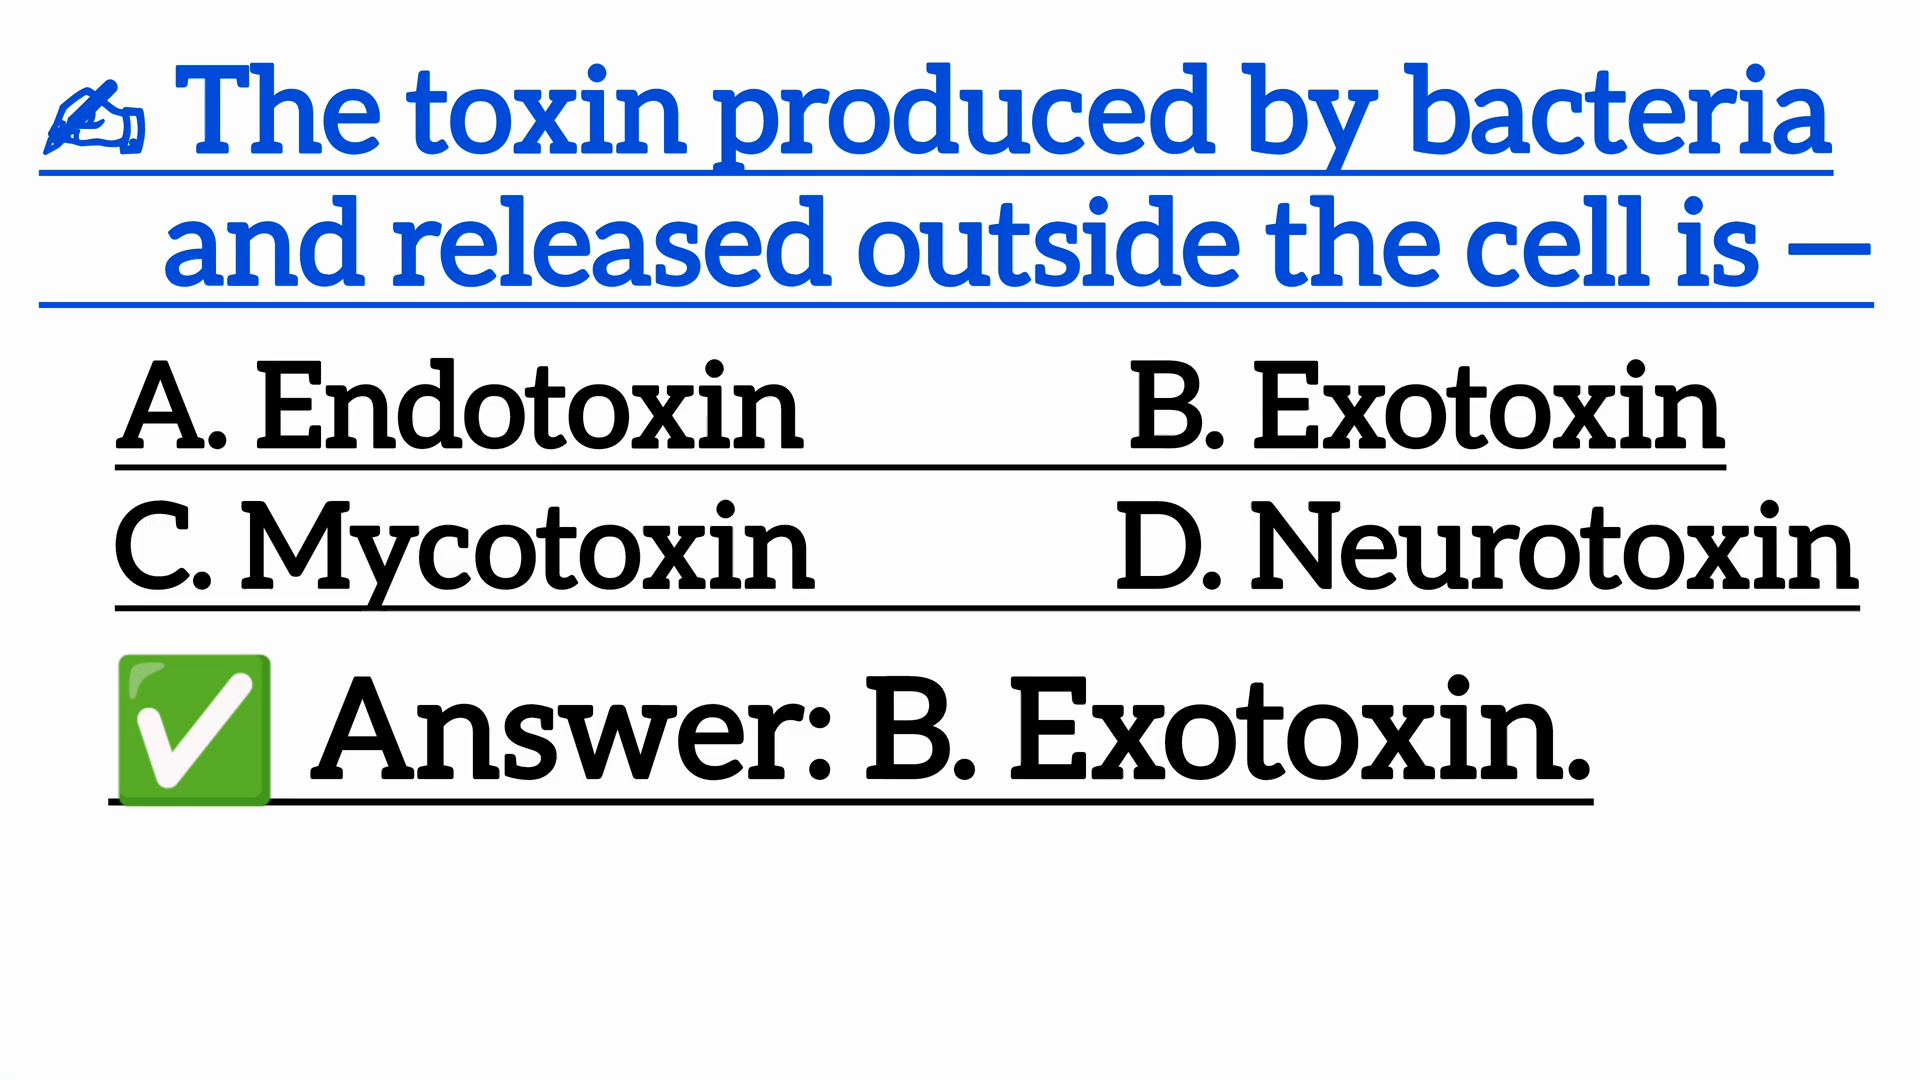 ✍ The toxin produced by bacteria
and released outside the cell is —
A. Endotoxin B. Exotoxin
C. Mycotoxin D. Neurotoxin
✅ Answer: B. Exotoxin.